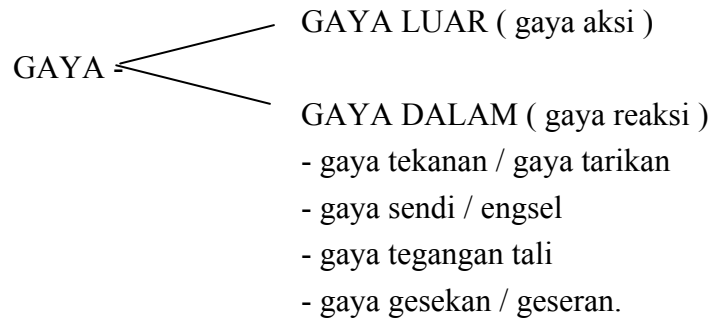 GAYA LUAR ( gaya aksi )
GAYA -
GAYA DALAM ( gaya reaksi )
- gaya tekanan / gaya tarikan
- gaya sendi / engsel
- gaya tegangan tali
- gaya gesekan / geseran.